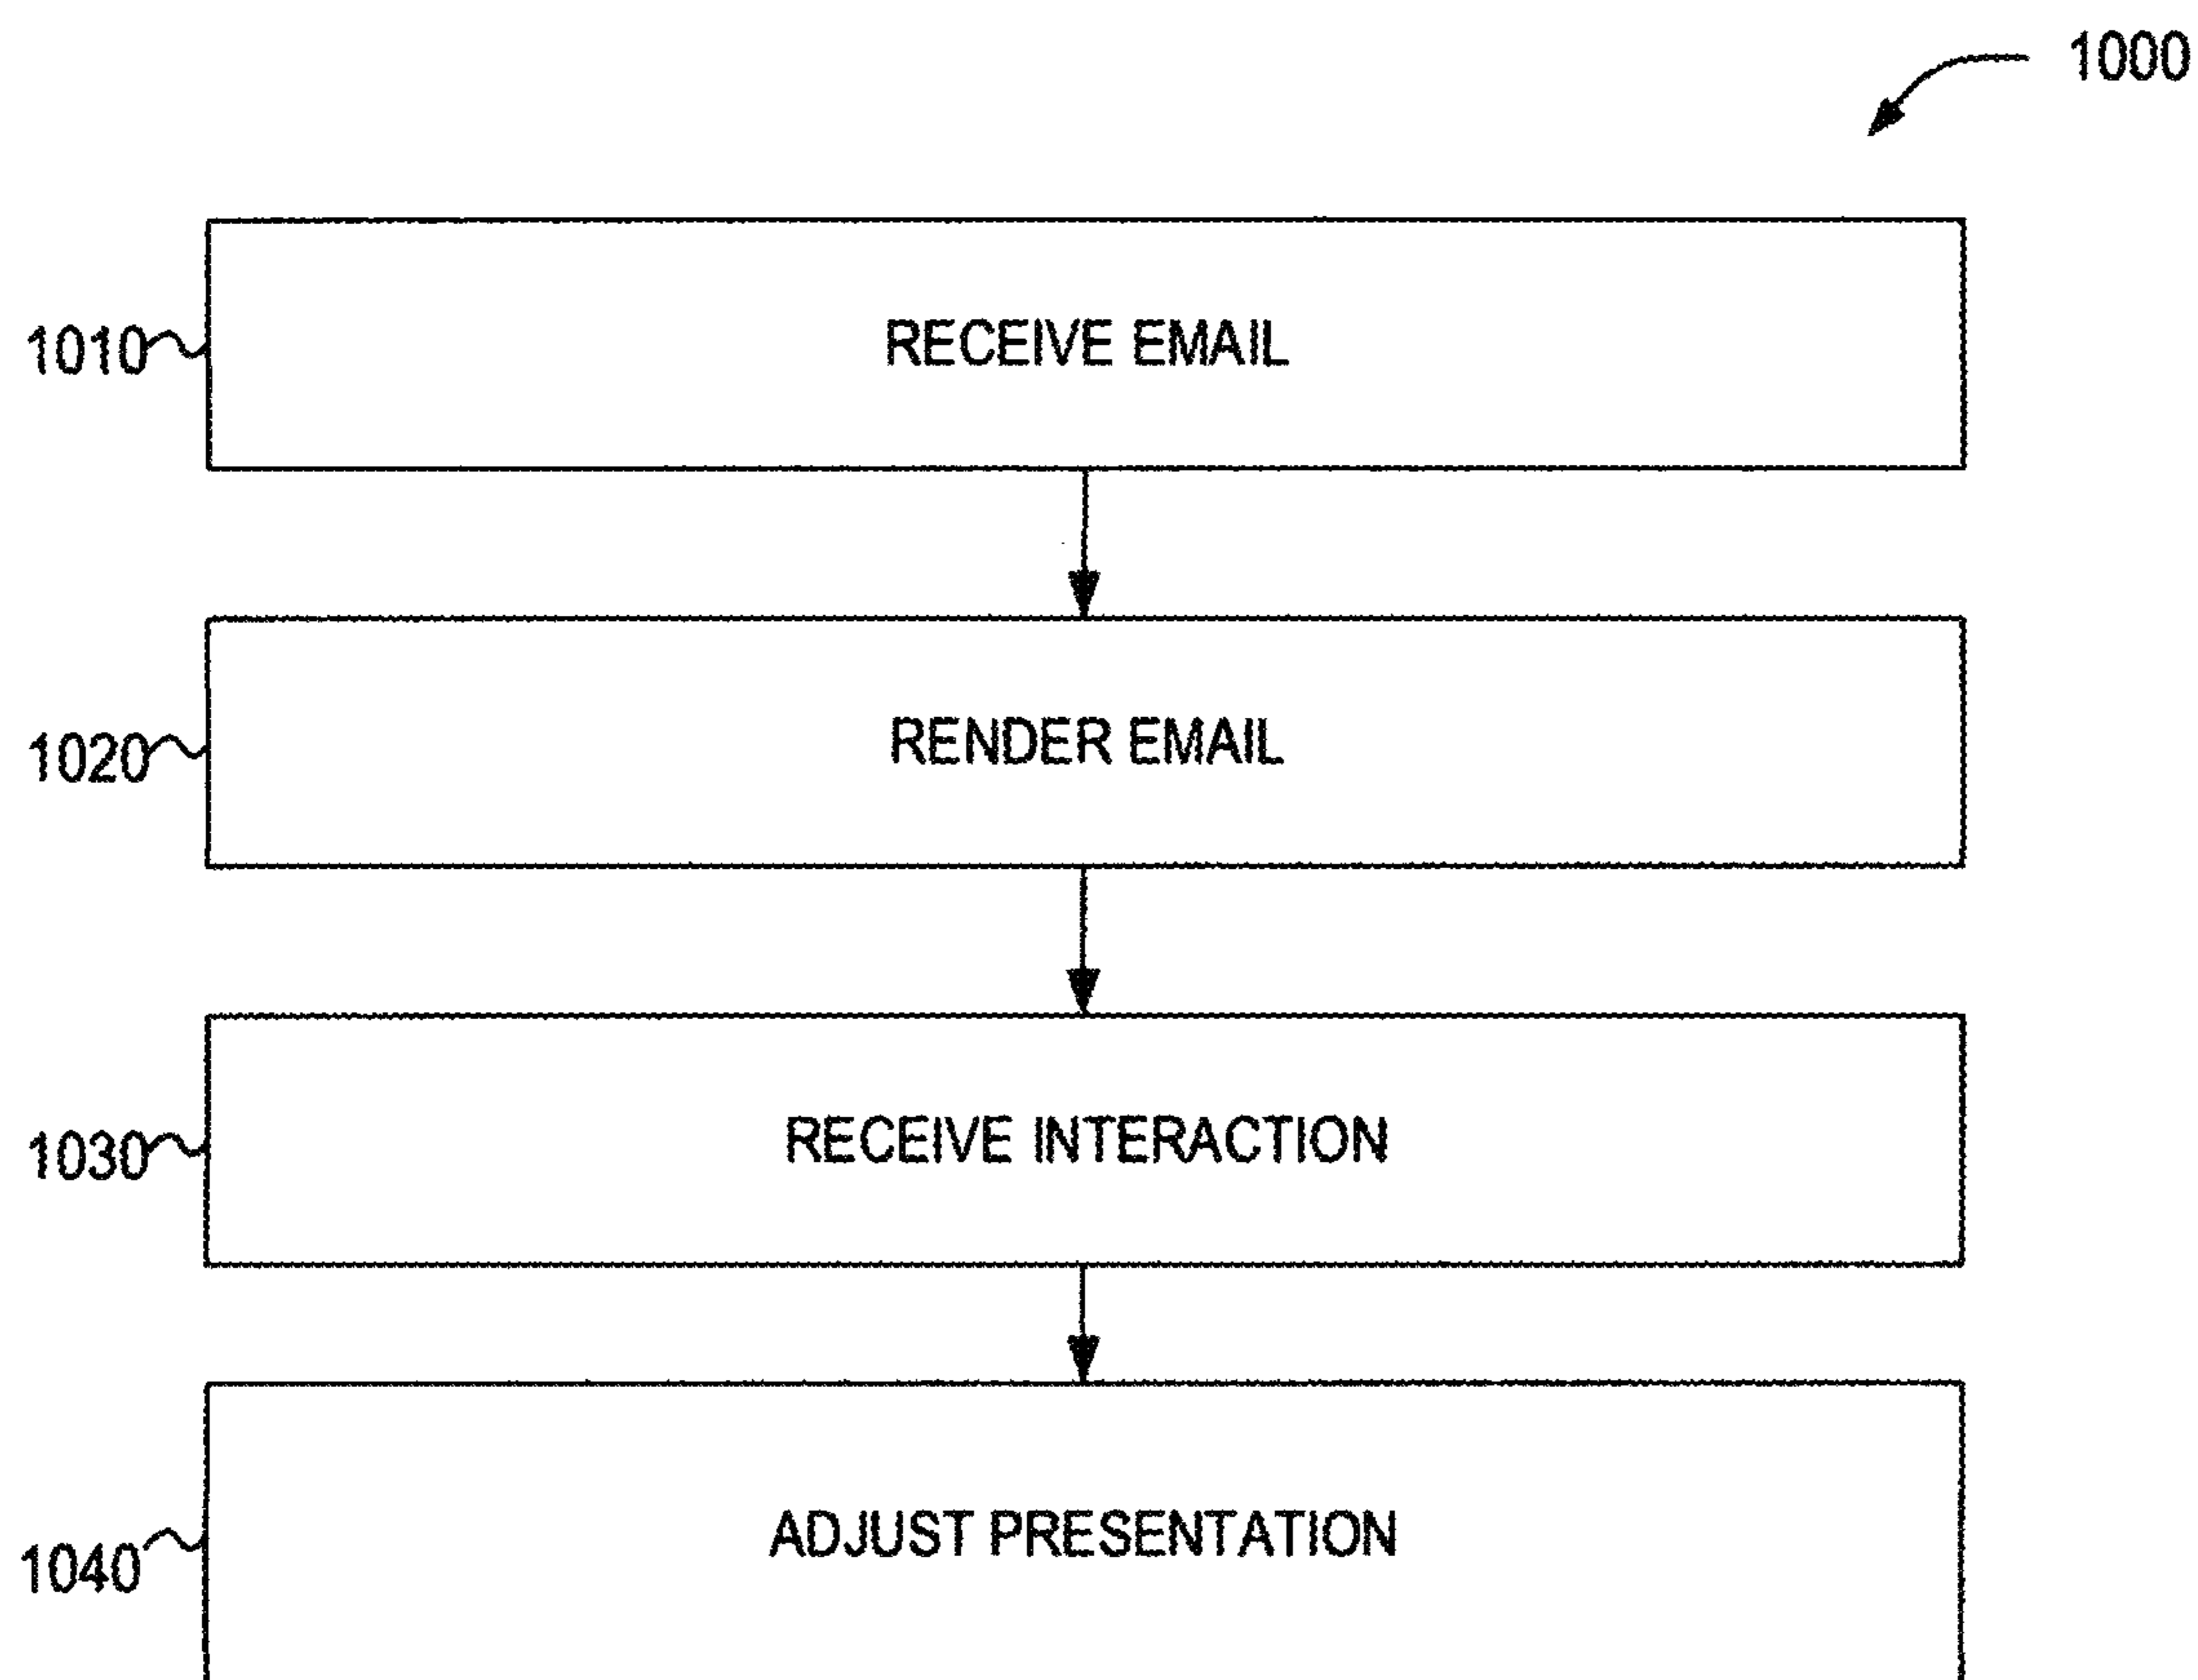 1000
RECEIVE EMAIL
1010
RENDER EMAIL
1020
RECEIVE INTERACTION
1030
ADJUST PRESENTATION
1040